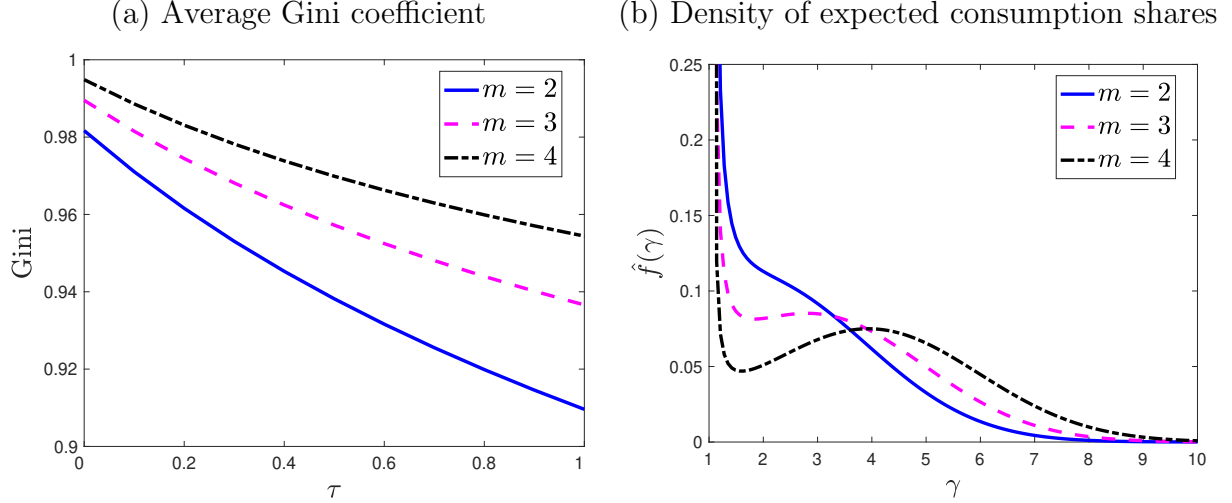 (a) Average Gini coefficient
(b) Density of expected consumption shares
1
0.98
0.96
0.94
0.92
0.9
Gini
0
0.2
0.4
0.6
0.8
1
τ
m = 2
m = 3
m = 4
0.25
0.2
0.15
0.1
0.05
0
f̂(γ)
1
2
3
4
5
6
7
8
9
10
γ
m = 2
m = 3
m = 4